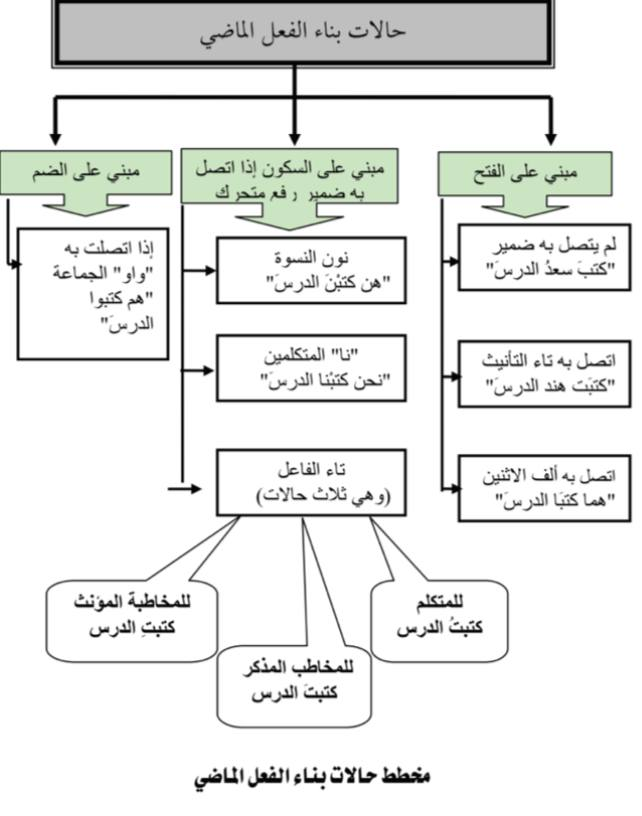 حالات بناء الفعل الماضي
مبني على الفتح
لم يتصل به ضمير
"كتبَ سعدُ الدرسَ"
اتصل به تاء التأنيث
"كتبَت هند الدرسَ"
اتصل به ألف الاثنين
"هما كتبَا الدرسَ"
مبني على السكون إذا اتصل
به ضمير رفع متحرك
نون النسوة
"هن كتبْنَ الدرسَ"
"نا" المتكلمين
"نحن كتبْنا الدرسَ"
تاء الفاعل
(وهي ثلاث حالات)
للمتكلم
كتبتُ الدرس
للمخاطب المذكر
كتبتَ الدرس
للمخاطبة المؤنث
كتبتِ الدرس
مبني على الضم
إذا اتصلت به
"واو" الجماعة
"هم كتبوا
الدرسَ"
مخطط حالات بناء الفعل الماضي